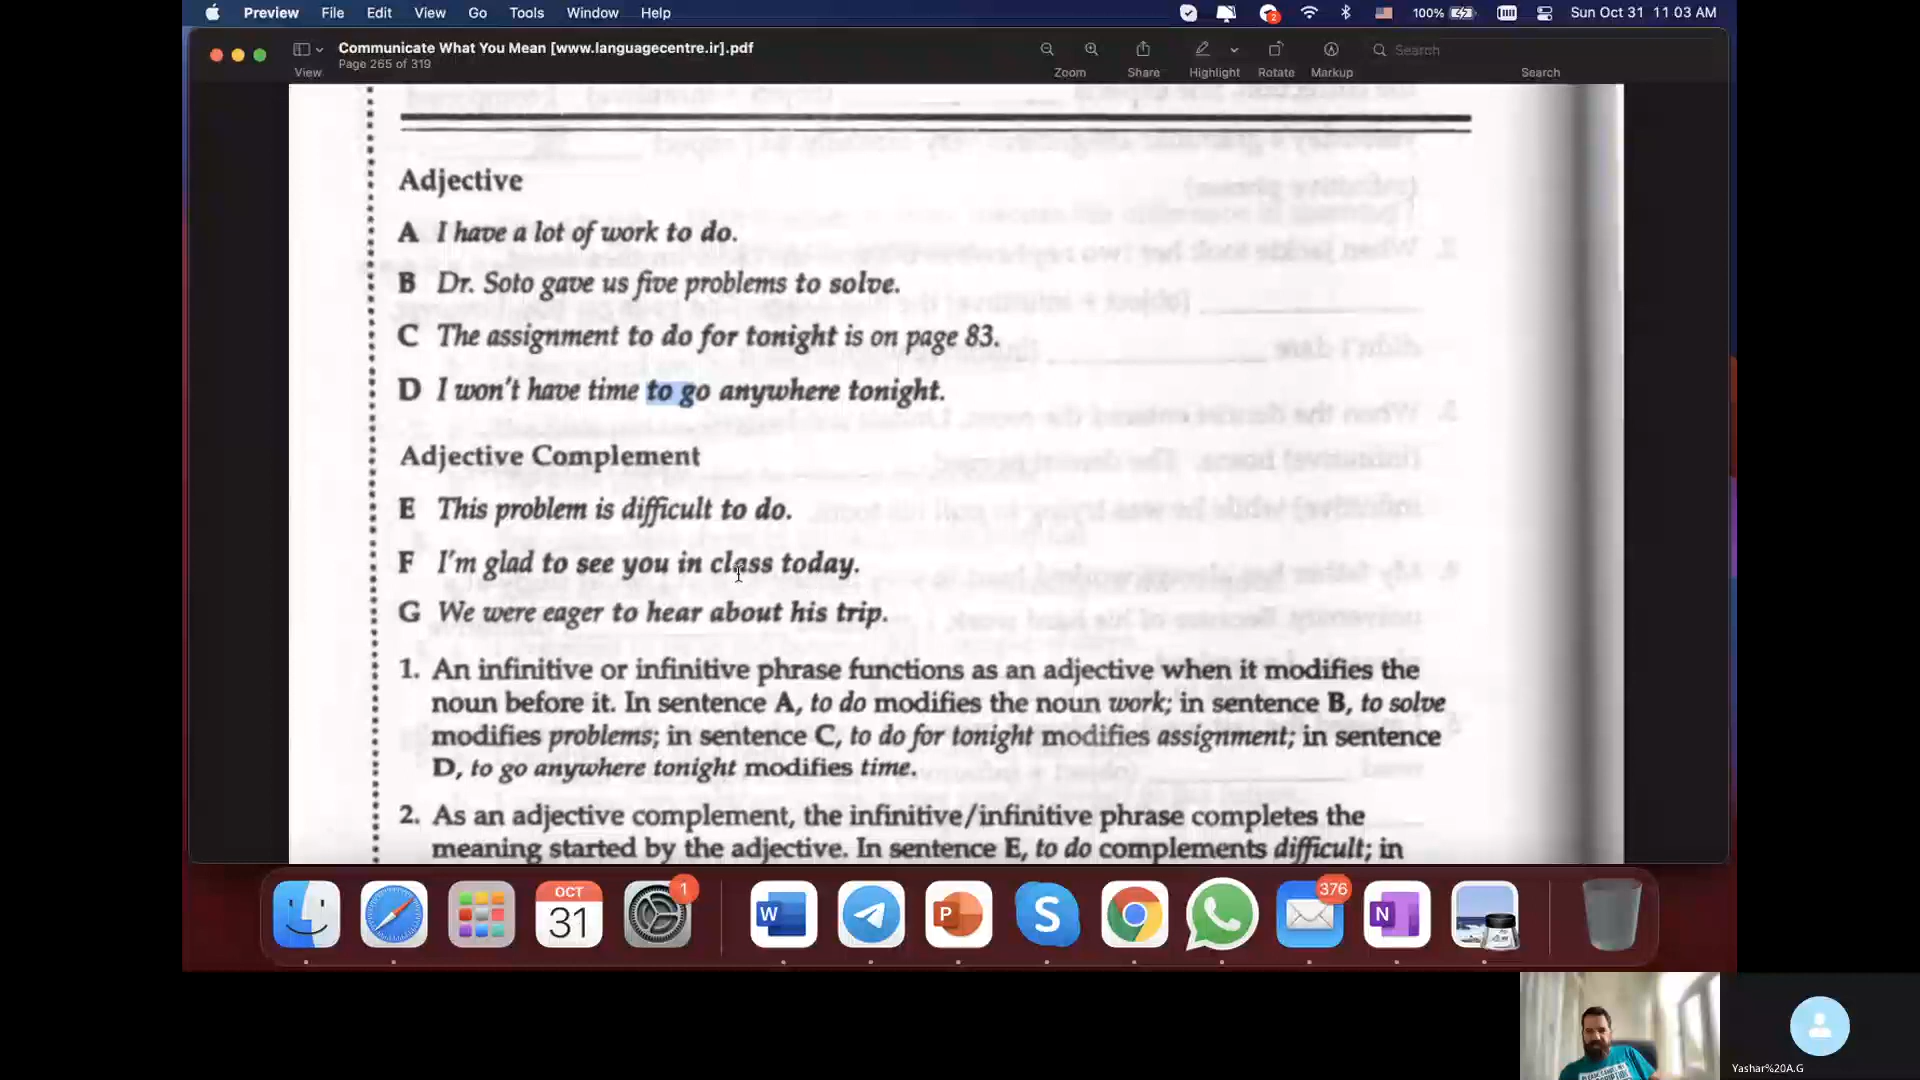 Preview File Edit View Go Tools Window Help
2
100%
Sun Oct 31 11:03 AM
Communicate What You Mean [www.languagecentre.ir].pdf
Page 265 of 319
Search
View Zoom Share Highlight Rotate Markup Search
Adjective
A I have a lot of work to do.
B Dr. Soto gave us five problems to solve.
C The assignment to do for tonight is on page 83.
D I won't have time to go anywhere tonight.
Adjective Complement
E This problem is difficult to do.
F I'm glad to see you in class today.
G We were eager to hear about his trip.
1. An infinitive or infinitive phrase functions as an adjective when it modifies the
noun before it. In sentence A, to do modifies the noun work; in sentence B, to solve
modifies problems; in sentence C, to do for tonight modifies assignment; in sentence
D, to go anywhere tonight modifies time.
2. As an adjective complement, the infinitive/infinitive phrase completes the
meaning started by the adjective. In sentence E, to do complements difficult; in
OCT
31
1
W
P
S
376
N
Yashar%20A.G